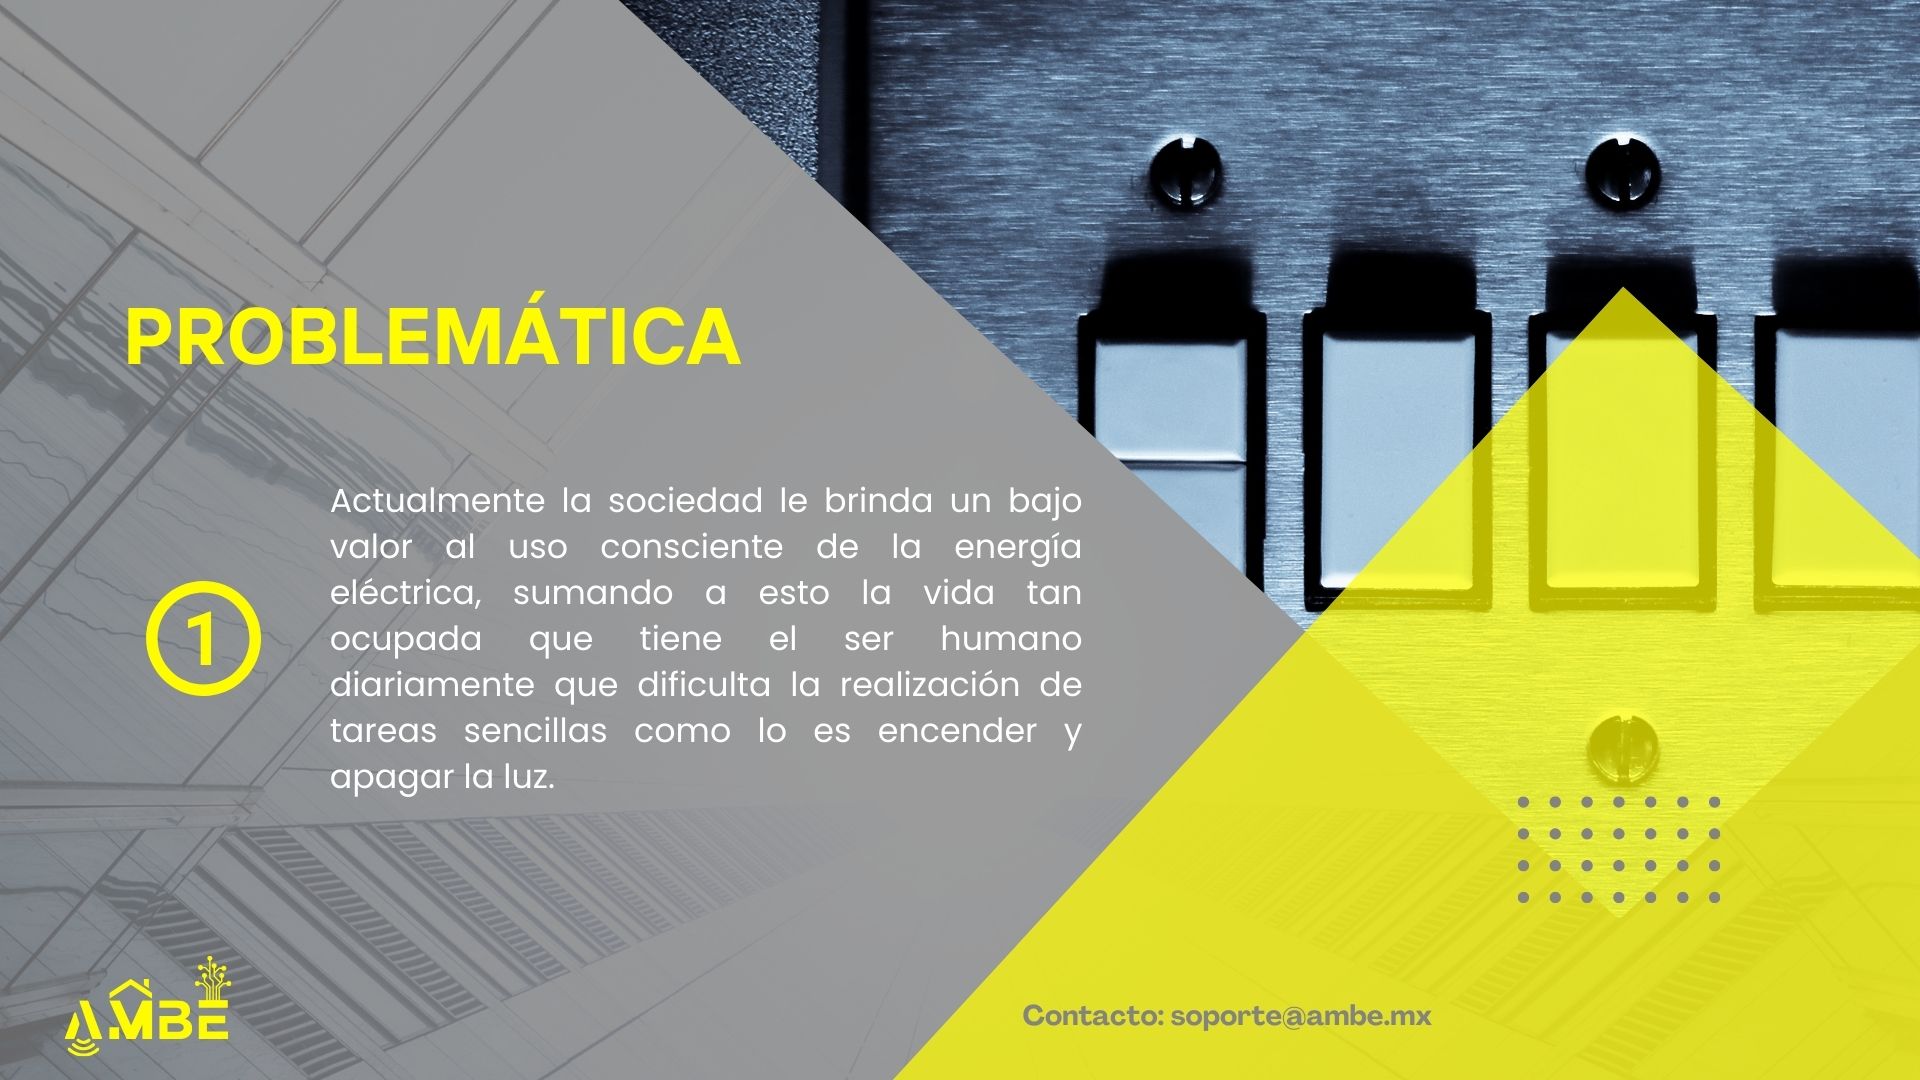 PROBLEMÁTICA
1
Actualmente la sociedad le brinda un bajo
valor al uso consciente de la energía
eléctrica, sumando a esto la vida tan
ocupada que tiene el ser humano
diariamente que dificulta la realización de
tareas sencillas como lo es encender y
apagar la luz.
AMBE
Contacto: soporte@ambe.mx